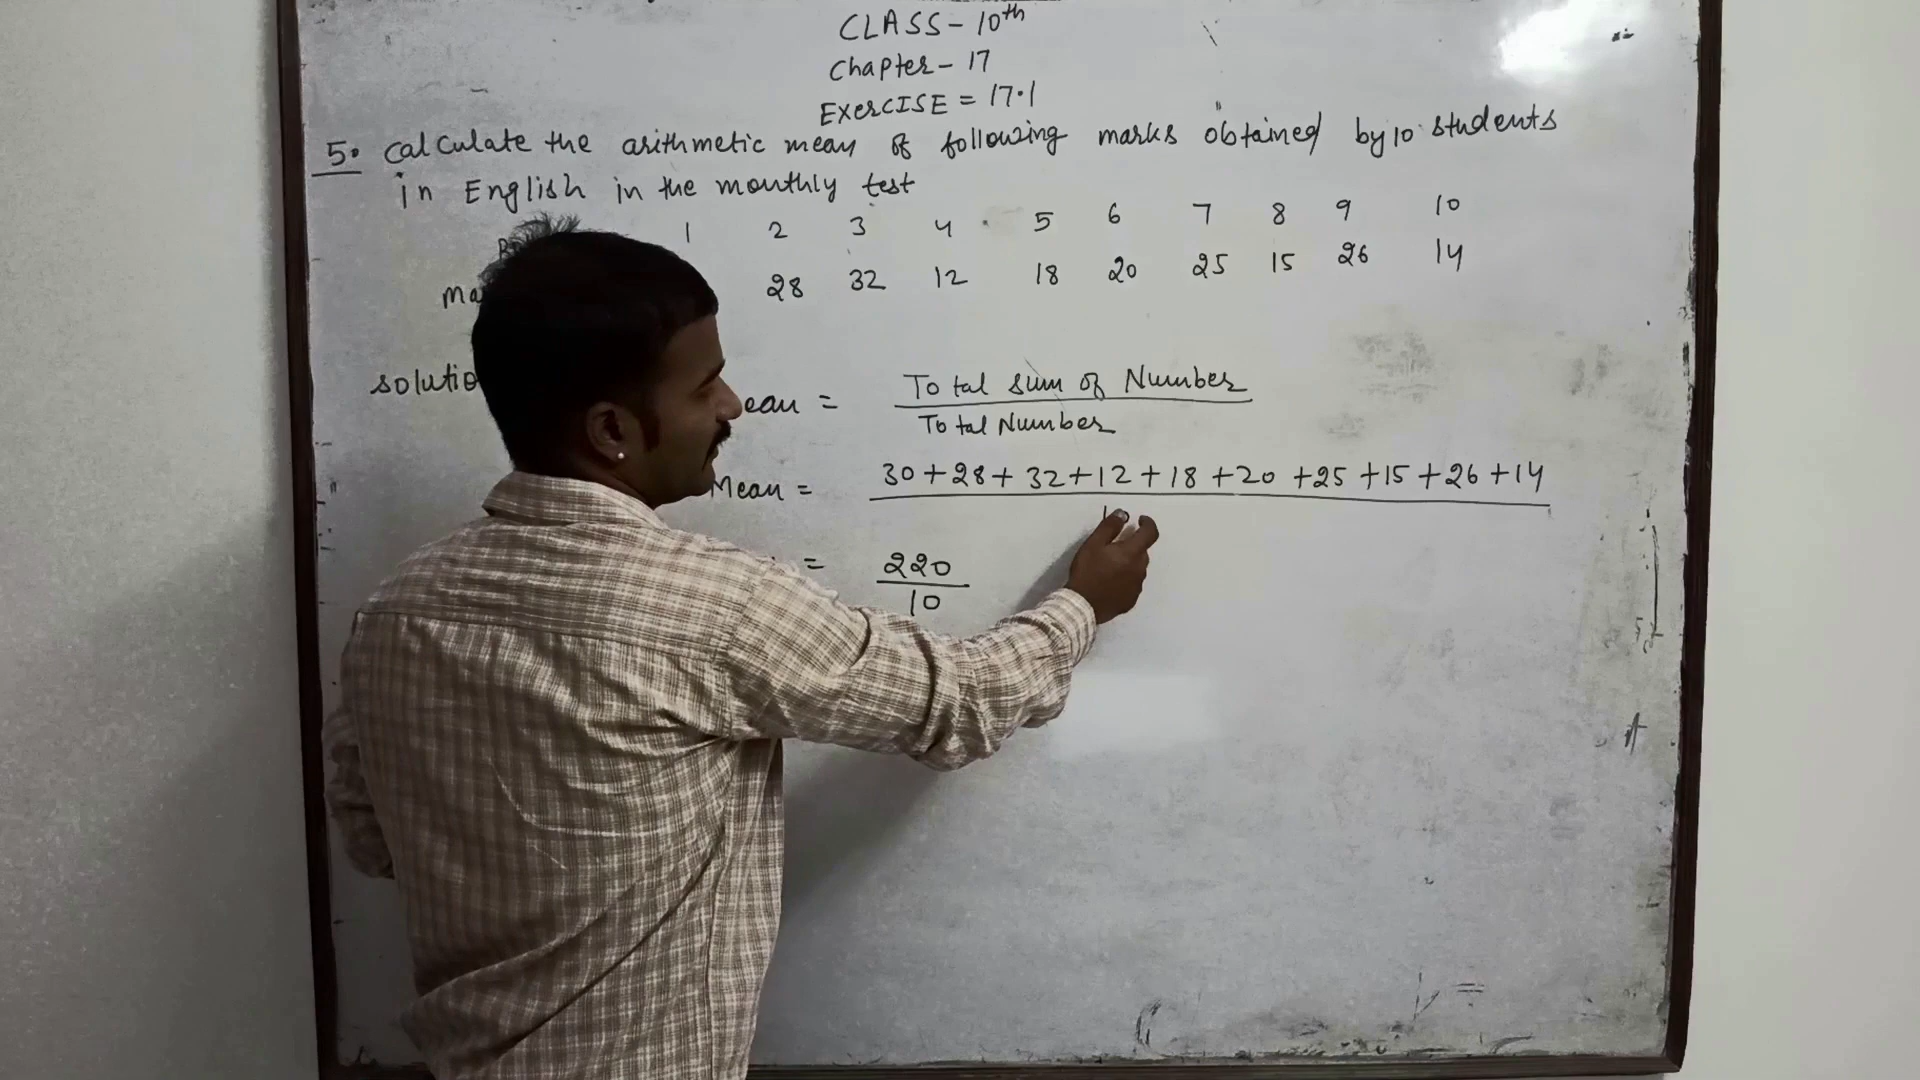 CLASS - 10th
Chapter - 17
EXERCISE = 17.1
5. Calculate the arithmetic mean of following marks obtained by 10 students
in English in the monthly test
1 2 3 4 5 6 7 8 9 10
28 32 12 18 20 25 15 26 14
= Total sum of Number
Total Number
Mean = 30+28+32+12+18+20+25+15+26+14
= 220
10